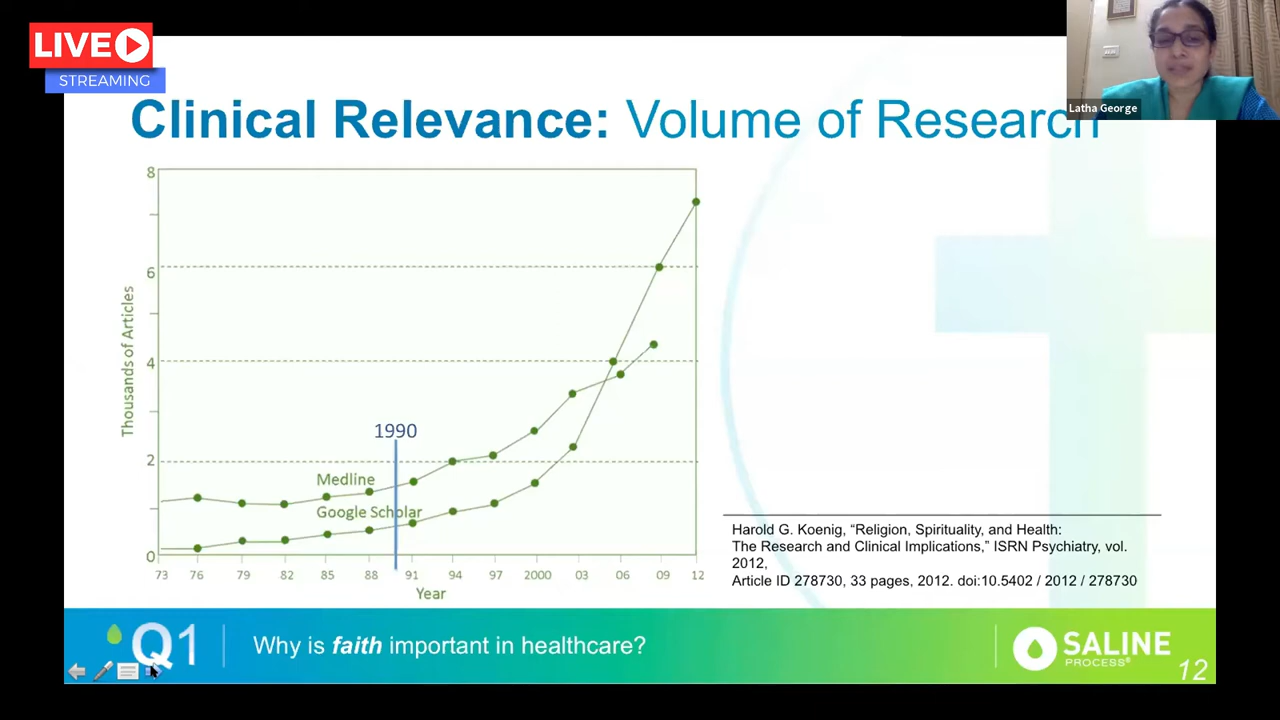 LIVE
STREAMING
Latha George
Clinical Relevance: Volume of Research
8
6
4
2
0
Thousands of Articles
1990
Medline
Google Scholar
73 76 79 82 85 88 91 94 97 2000 03 06 09 12
Year
Harold G. Koenig, “Religion, Spirituality, and Health:
The Research and Clinical Implications,” ISRN Psychiatry, vol.
2012,
Article ID 278730, 33 pages, 2012. doi:10.5402 / 2012 / 278730
Q1
Why is faith important in healthcare?
SALINE
PROCESS®
12